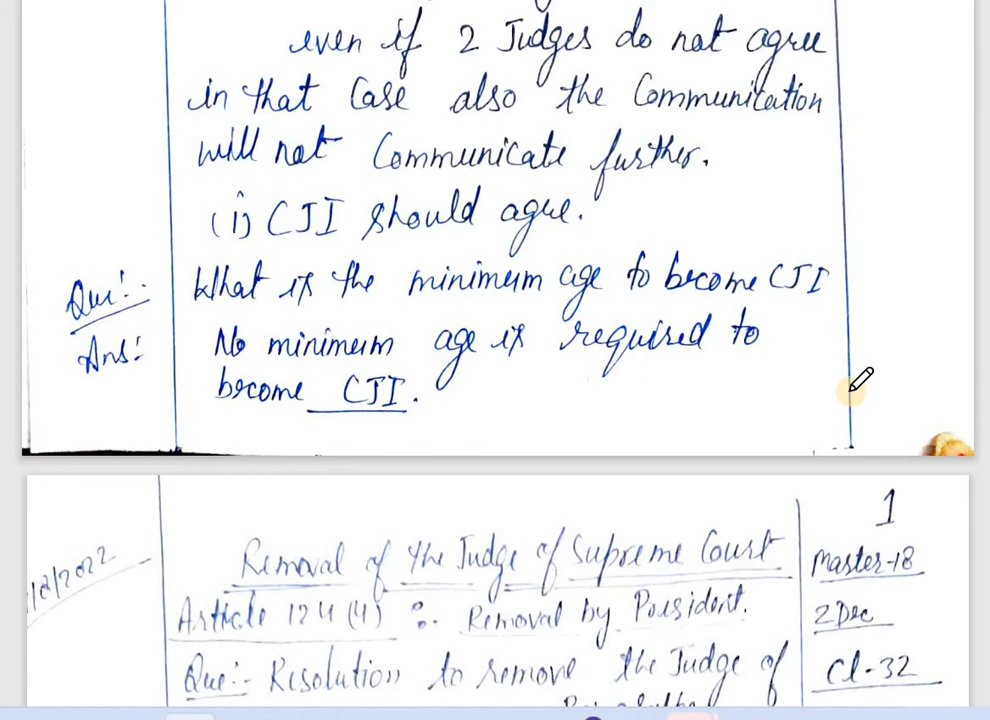 even if 2 Judges do not agree
in that Case also the Communication
will not Communicate further.
(i) CJI should agree.
Que:- What is the minimum age to become CJI
Ans: No minimum age is required to
become CJI.
1
Removal of the Judge of Supreme Court
Master-18
Article 124(4) :- Removal by President.
2 Dec
Que:- Resolution to remove the Judge of
Cl-32